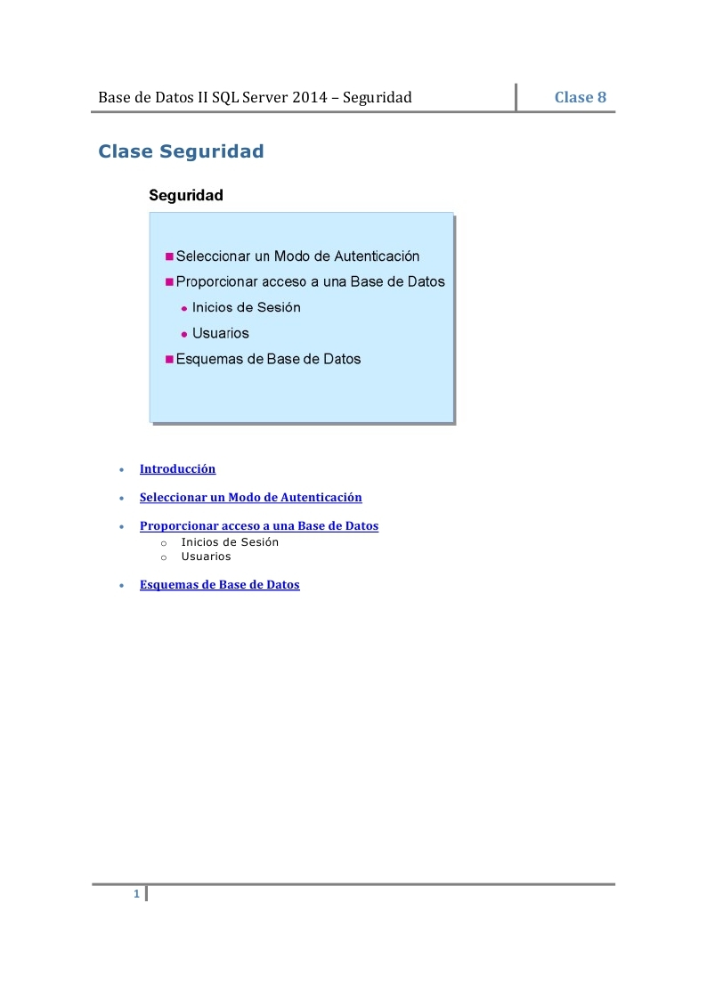 Base de Datos II SQL Server 2014 – Seguridad Clase 8
Clase Seguridad
Seguridad
Seleccionar un Modo de Autenticación
Proporcionar acceso a una Base de Datos
Inicios de Sesión
Usuarios
Esquemas de Base de Datos
• Introducción
• Seleccionar un Modo de Autenticación
• Proporcionar acceso a una Base de Datos
o Inicios de Sesión
o Usuarios
• Esquemas de Base de Datos
1